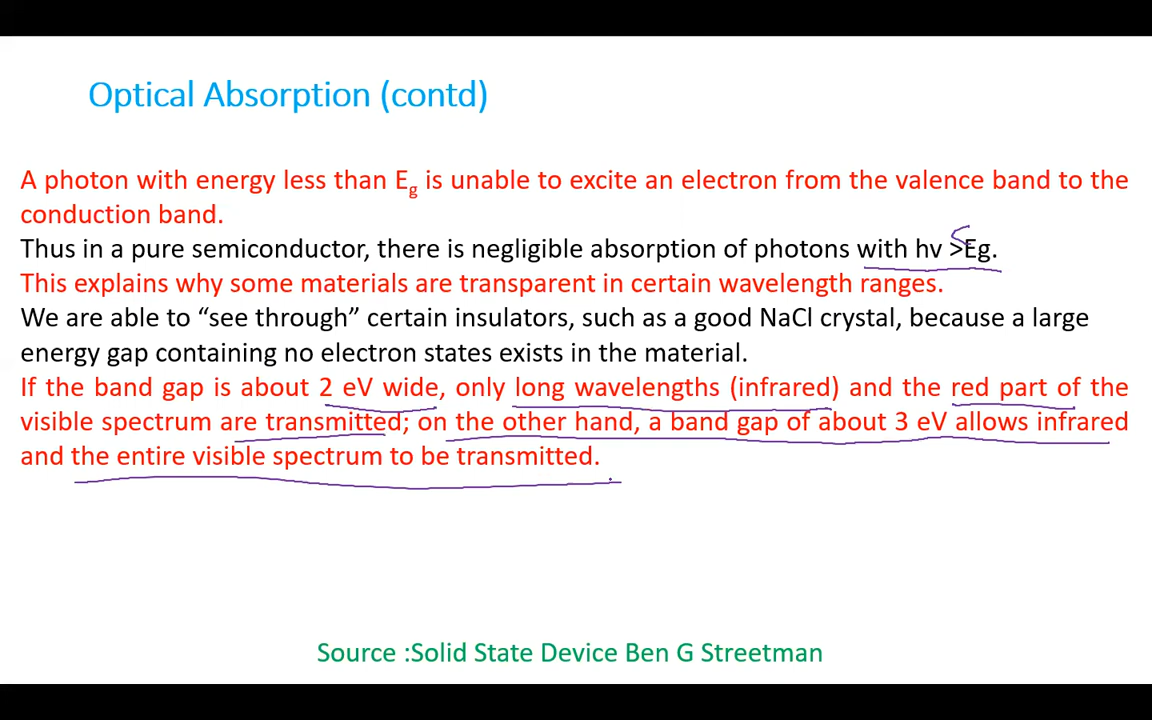 Optical Absorption (contd)
A photon with energy less than Eg is unable to excite an electron from the valence band to the
conduction band.
Thus in a pure semiconductor, there is negligible absorption of photons with hv >Eg.
<
This explains why some materials are transparent in certain wavelength ranges.
We are able to “see through” certain insulators, such as a good NaCl crystal, because a large
energy gap containing no electron states exists in the material.
If the band gap is about 2 eV wide, only long wavelengths (infrared) and the red part of the
visible spectrum are transmitted; on the other hand, a band gap of about 3 eV allows infrared
and the entire visible spectrum to be transmitted.
Source :Solid State Device Ben G Streetman